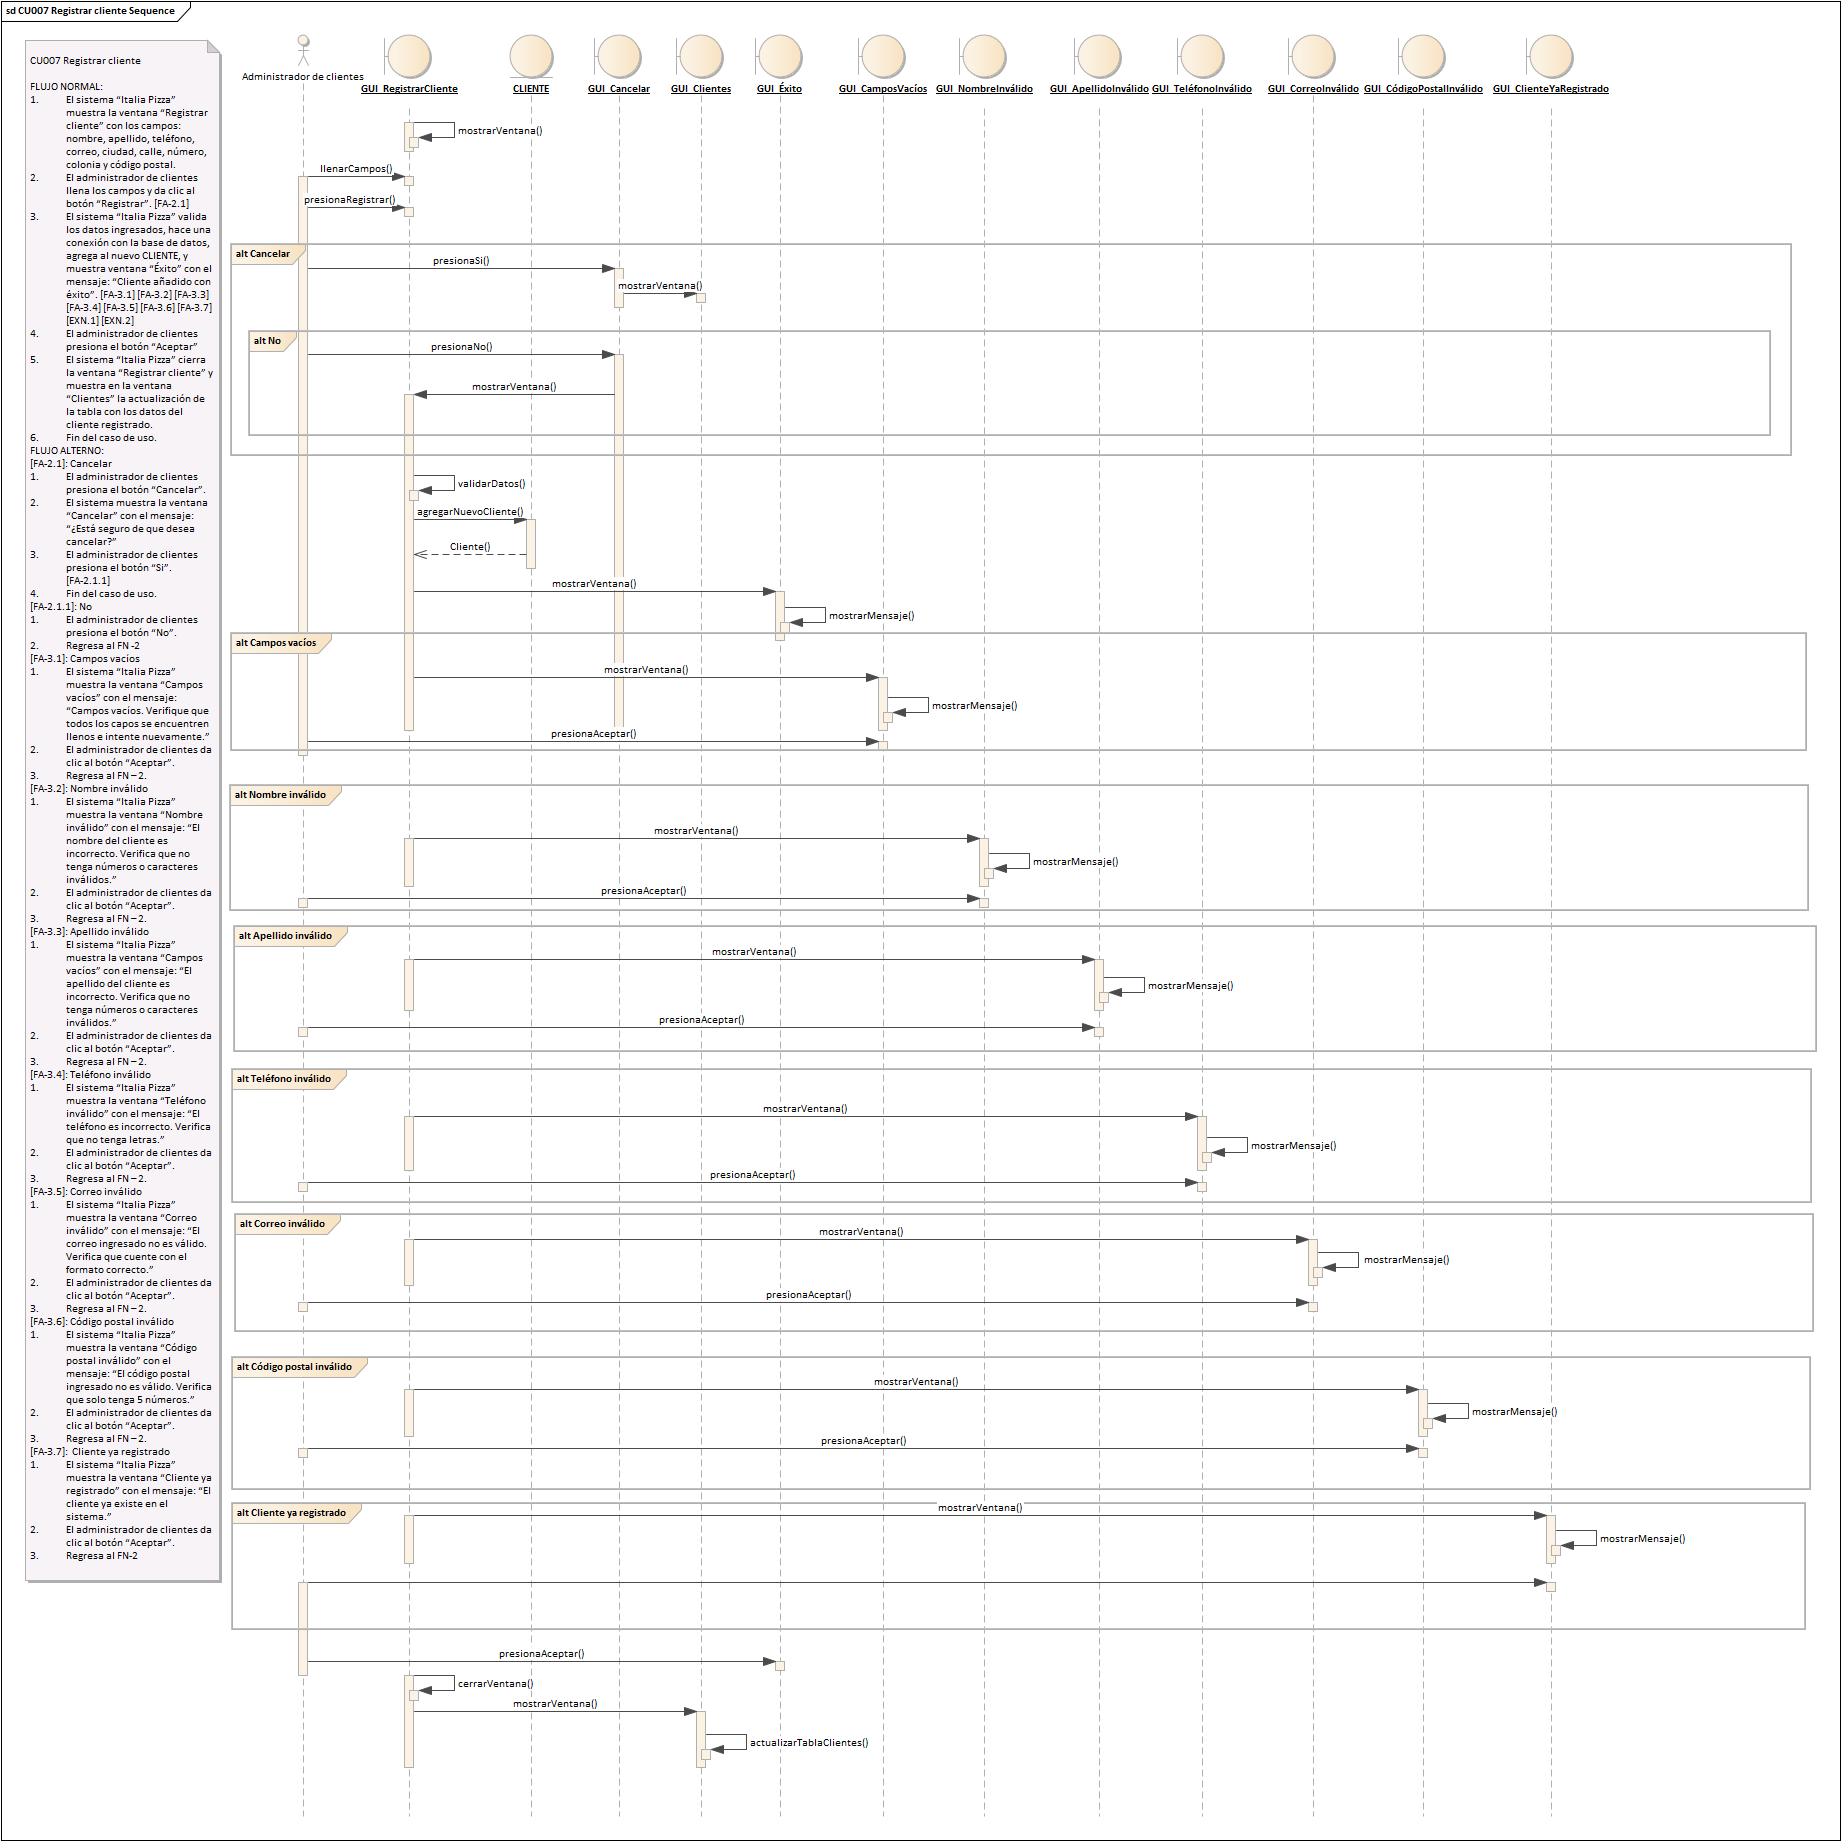 sd CU007 Registrar cliente Sequence
CU007 Registrar cliente
FLUJO NORMAL:
1. El sistema “Italia Pizza”
muestra la ventana “Registrar
cliente” con los campos:
nombre, apellido, teléfono,
correo, ciudad, calle, número,
colonia y código postal.
2. El administrador de clientes
llena los campos y da clic al
botón “Registrar”. [FA-2.1]
3. El sistema “Italia Pizza” valida
los datos ingresados, hace una
conexión con la base de datos,
agrega al nuevo CLIENTE, y
muestra ventana “Éxito” con el
mensaje: “Cliente añadido con
éxito”. [FA-3.1] [FA-3.2] [FA-3.3]
[FA-3.4] [FA-3.5] [FA-3.6] [FA-3.7]
[EXN.1] [EXN.2]
4. El administrador de clientes
presiona el botón “Aceptar”
5. El sistema “Italia Pizza” cierra
la ventana “Registrar cliente” y
muestra en la ventana
“Clientes” la actualización de
la tabla con los datos del
cliente registrado.
6. Fin del caso de uso.
FLUJO ALTERNO:
[FA-2.1]: Cancelar
1. El administrador de clientes
presiona el botón “Cancelar”.
2. El sistema muestra la ventana
“Cancelar” con el mensaje:
“¿Está seguro de que desea
cancelar?”
3. El administrador de clientes
presiona el botón “Si”.
[FA-2.1.1]
4. Fin del caso de uso.
[FA-2.1.1]: No
1. El administrador de clientes
presiona el botón “No”.
2. Regresa al FN -2
[FA-3.1]: Campos vacíos
1. El sistema “Italia Pizza”
muestra la ventana “Campos
vacíos” con el mensaje:
“Campos vacíos. Verifique que
todos los capos se encuentren
llenos e intente nuevamente.”
2. El administrador de clientes da
clic al botón “Aceptar”.
3. Regresa al FN – 2.
[FA-3.2]: Nombre inválido
1. El sistema “Italia Pizza”
muestra la ventana “Nombre
inválido” con el mensaje: “El
nombre del cliente es
incorrecto. Verifica que no
tenga números o caracteres
inválidos.”
2. El administrador de clientes da
clic al botón “Aceptar”.
3. Regresa al FN – 2.
[FA-3.3]: Apellido inválido
1. El sistema “Italia Pizza”
muestra la ventana “Campos
vacíos” con el mensaje: “El
apellido del cliente es
incorrecto. Verifica que no
tenga números o caracteres
inválidos.”
2. El administrador de clientes da
clic al botón “Aceptar”.
3. Regresa al FN – 2.
[FA-3.4]: Teléfono inválido
1. El sistema “Italia Pizza”
muestra la ventana “Teléfono
inválido” con el mensaje: “El
teléfono es incorrecto. Verifica
que no tenga letras.”
2. El administrador de clientes da
clic al botón “Aceptar”.
3. Regresa al FN – 2.
[FA-3.5]: Correo inválido
1. El sistema “Italia Pizza”
muestra la ventana “Correo
inválido” con el mensaje: “El
correo ingresado no es válido.
Verifica que cuente con el
formato correcto.”
2. El administrador de clientes da
clic al botón “Aceptar”.
3. Regresa al FN – 2.
[FA-3.6]: Código postal inválido
1. El sistema “Italia Pizza”
muestra la ventana “Código
postal inválido” con el
mensaje: “El código postal
ingresado no es válido. Verifica
que solo tenga 5 números.”
2. El administrador de clientes da
clic al botón “Aceptar”.
3. Regresa al FN – 2.
[FA-3.7]: Cliente ya registrado
1. El sistema “Italia Pizza”
muestra la ventana “Cliente ya
registrado” con el mensaje: “El
cliente ya existe en el
sistema.”
2. El administrador de clientes da
clic al botón “Aceptar”.
3. Regresa al FN-2
Administrador de clientes
GUI_RegistrarCliente
CLIENTE
GUI_Cancelar
GUI_Clientes
GUI_Éxito
GUI_CamposVacíos
GUI_NombreInválido
GUI_ApellidoInválido
GUI_TeléfonoInválido
GUI_CorreoInválido
GUI_CódigoPostalInválido
GUI_ClienteYaRegistrado
mostrarVentana()
llenarCampos()
presionaRegistrar()
alt Cancelar
presionaSi()
mostrarVentana()
alt No
presionaNo()
mostrarVentana()
validarDatos()
agregarNuevoCliente()
Cliente()
mostrarVentana()
mostrarMensaje()
alt Campos vacíos
mostrarVentana()
mostrarMensaje()
presionaAceptar()
alt Nombre inválido
mostrarVentana()
mostrarMensaje()
presionaAceptar()
alt Apellido inválido
mostrarVentana()
mostrarMensaje()
presionaAceptar()
alt Teléfono inválido
mostrarVentana()
mostrarMensaje()
presionaAceptar()
alt Correo inválido
mostrarVentana()
mostrarMensaje()
presionaAceptar()
alt Código postal inválido
mostrarVentana()
mostrarMensaje()
presionaAceptar()
alt Cliente ya registrado
mostrarVentana()
mostrarMensaje()
presionaAceptar()
cerrarVentana()
mostrarVentana()
actualizarTablaClientes()